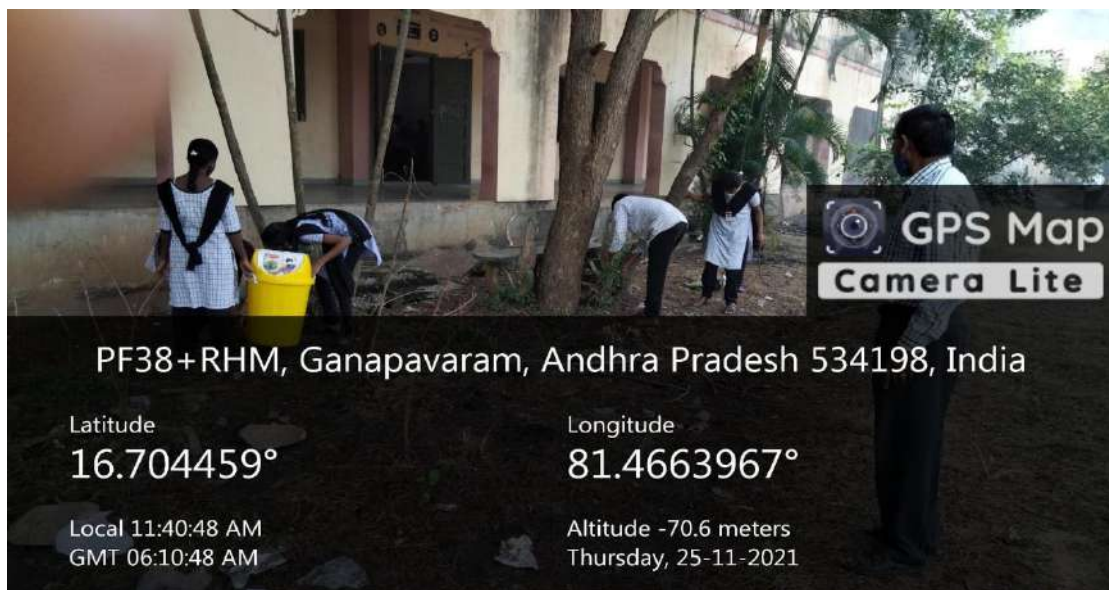 GPS Map
Camera Lite
PF38+RHM, Ganapavaram, Andhra Pradesh 534198, India
Latitude
16.704459°
Longitude
81.4663967°
Local 11:40:48 AM
GMT 06:10:48 AM
Altitude -70.6 meters
Thursday, 25-11-2021